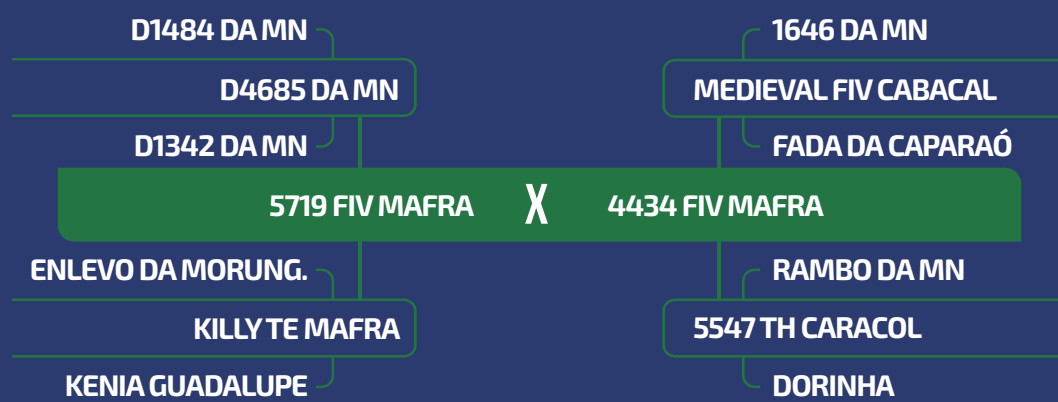 D1484 DA MN
1646 DA MN
D4685 DA MN
MEDIEVAL FIV CABACAL
D1342 DA MN
FADA DA CAPARAÓ
5719 FIV MAFRA X 4434 FIV MAFRA
ENLEVO DA MORUNG.
RAMBO DA MN
KILLY TE MAFRA
5547 TH CARACOL
KENIA GUADALUPE
DORINHA